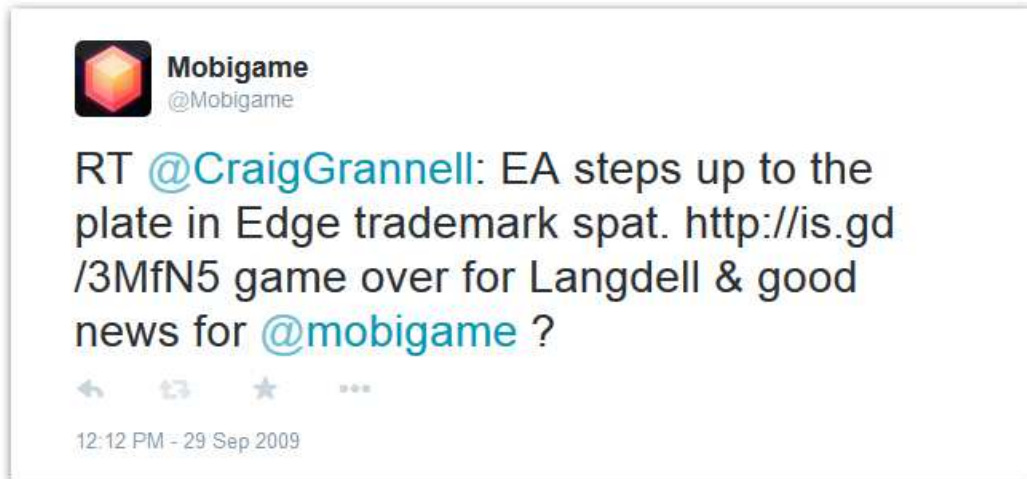 Mobigame
@Mobigame
RT @CraigGrannell: EA steps up to the
plate in Edge trademark spat. http://is.gd
/3MfN5 game over for Langdell & good
news for @mobigame ?
12:12 PM - 29 Sep 2009